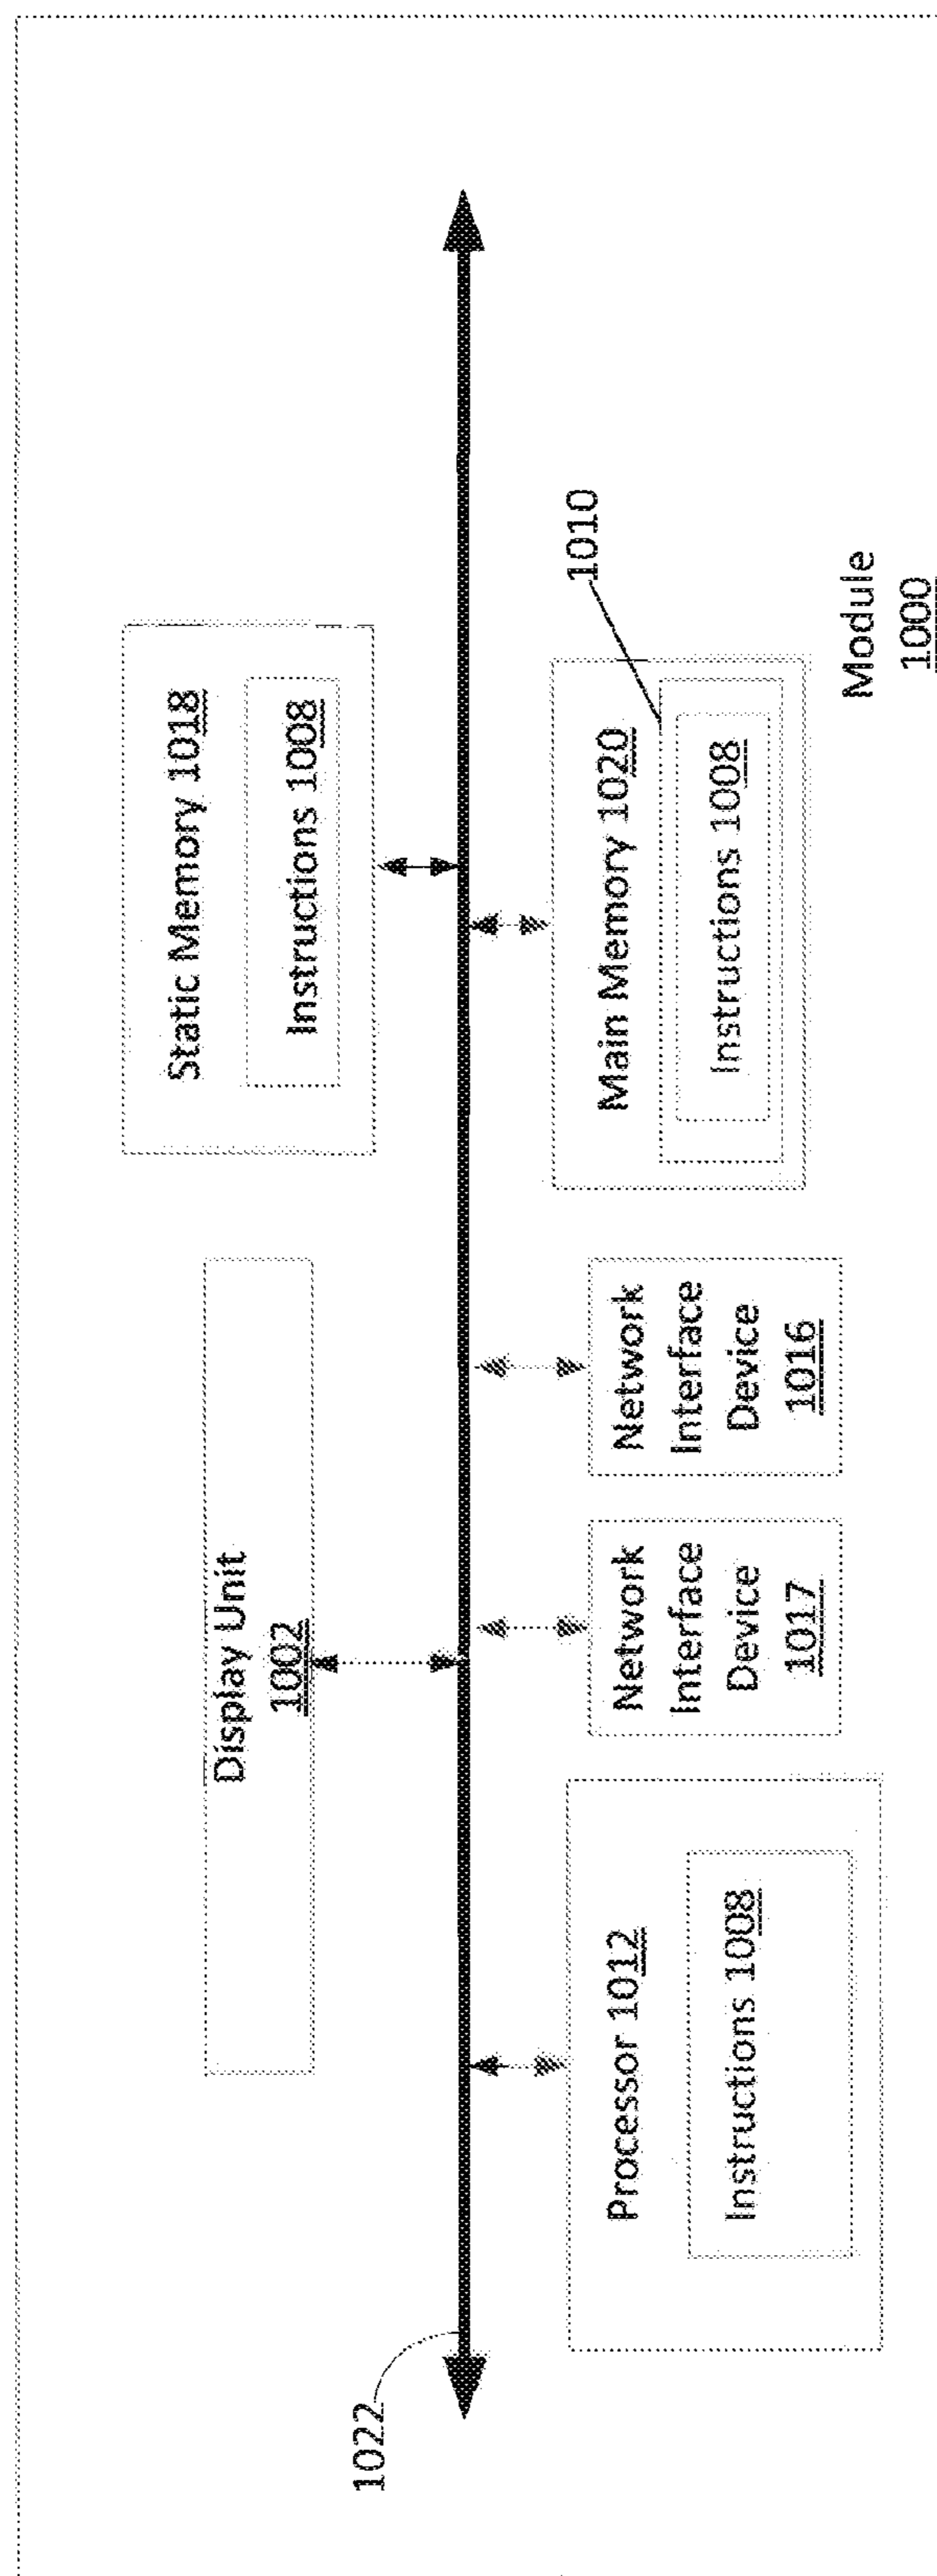 Display Unit
1002
Static Memory 1018
Instructions 1008
1022
Processor 1012
Instructions 1008
Network
Interface
Device
1017
Network
Interface
Device
1016
Main Memory 1020
Instructions 1008
1010
Module
1000